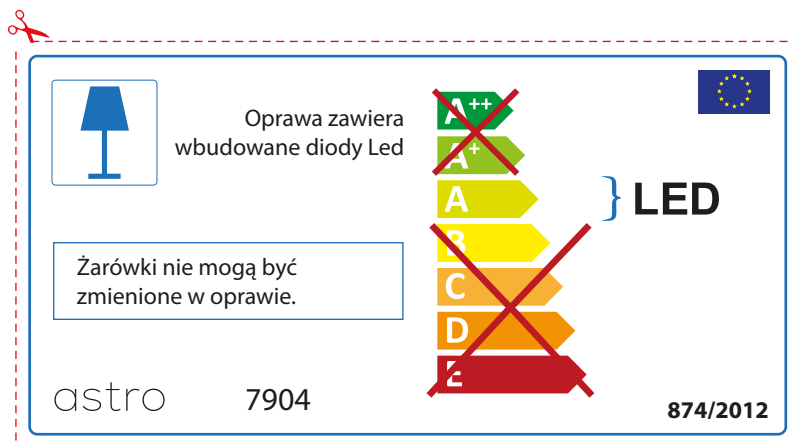 Oprawa zawiera
wbudowane diody Led
A++
A+
A
B
C
D
E
LED
Żarówki nie mogą być
zmienione w oprawie.
astro
7904
874/2012